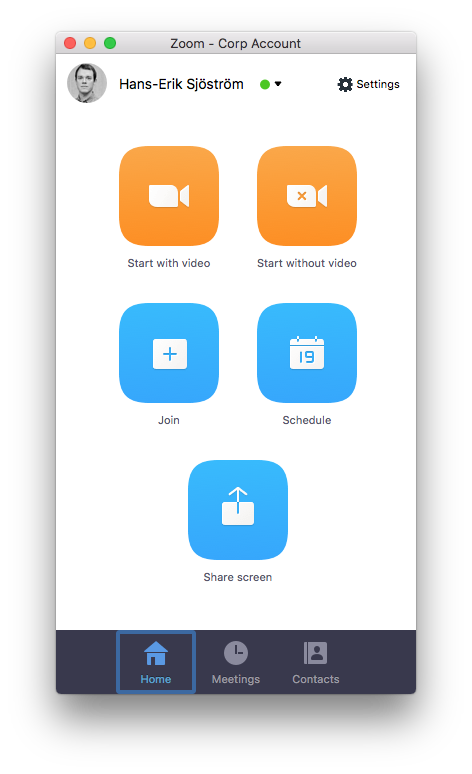 Zoom - Corp Account
Hans-Erik Sjöström
Settings
Start with video
Start without video
19
Join
Schedule
Share screen
Home
Meetings
Contacts